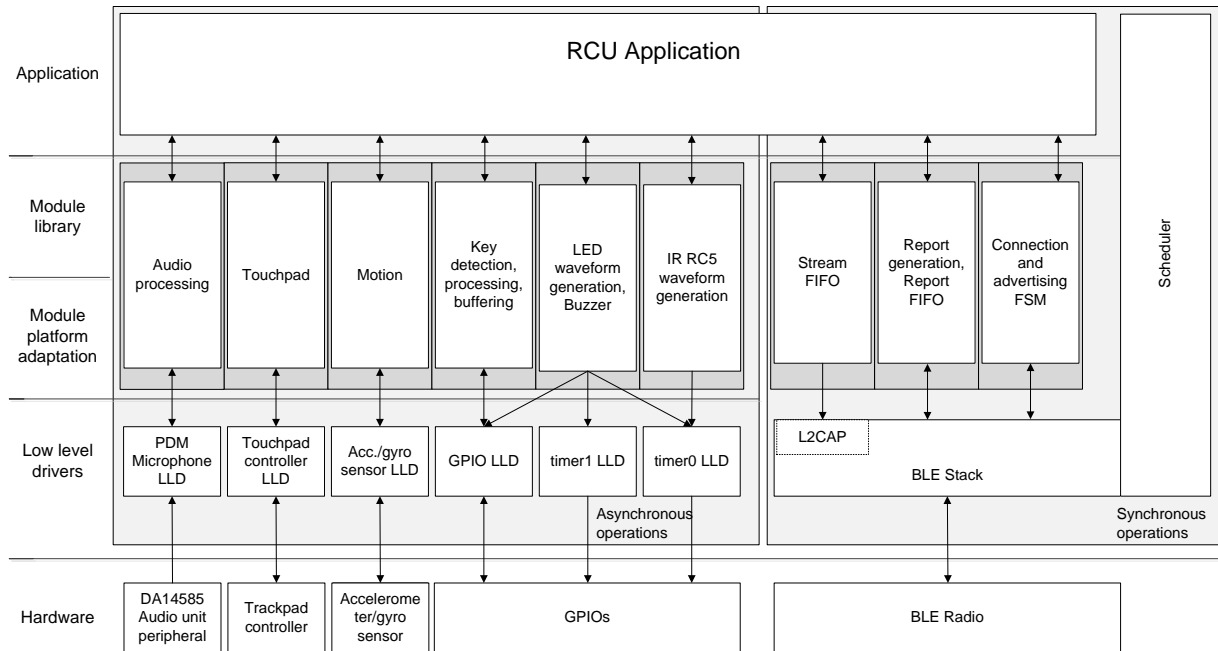 RCU Application
Application
Scheduler
Module
library
Module
platform
adaptation
Audio
processing
Touchpad
Motion
Key
detection,
processing,
buffering
LED
waveform
generation,
Buzzer
IR RC5
waveform
generation
Stream
FIFO
Report
generation,
Report
FIFO
Connection
and
advertising
FSM
Low level
drivers
PDM
Microphone
LLD
Touchpad
controller
LLD
Acc./gyro
sensor LLD
GPIO LLD
timer1 LLD
timer0 LLD
L2CAP
BLE Stack
Asynchronous
operations
Synchronous
operations
Hardware
DA14585
Audio unit
peripheral
Trackpad
controller
Accelerome
ter/gyro
sensor
GPIOs
BLE Radio